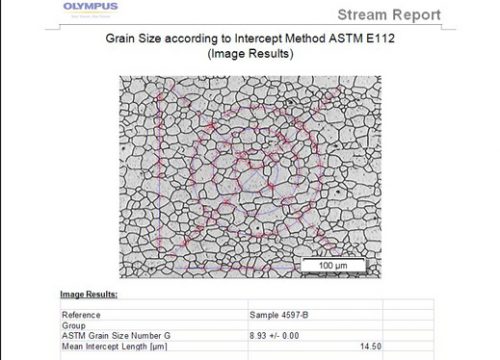 OLYMPUS
Stream Report
Grain Size according to Intercept Method ASTM E112
(Image Results)
100 µm
Image Results:
Reference Sample 4597-B
Group
ASTM Grain Size Number G 8.93 +/- 0.00
Mean Intercept Length [µm] 14.50